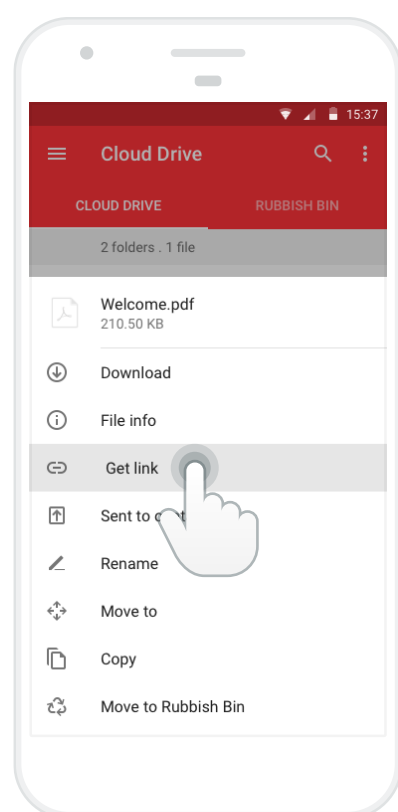 15:37
Cloud Drive
CLOUD DRIVE RUBBISH BIN
2 folders . 1 file
Welcome.pdf
210.50 KB
Download
File info
Get link
Sent to
Rename
Move to
Copy
Move to Rubbish Bin